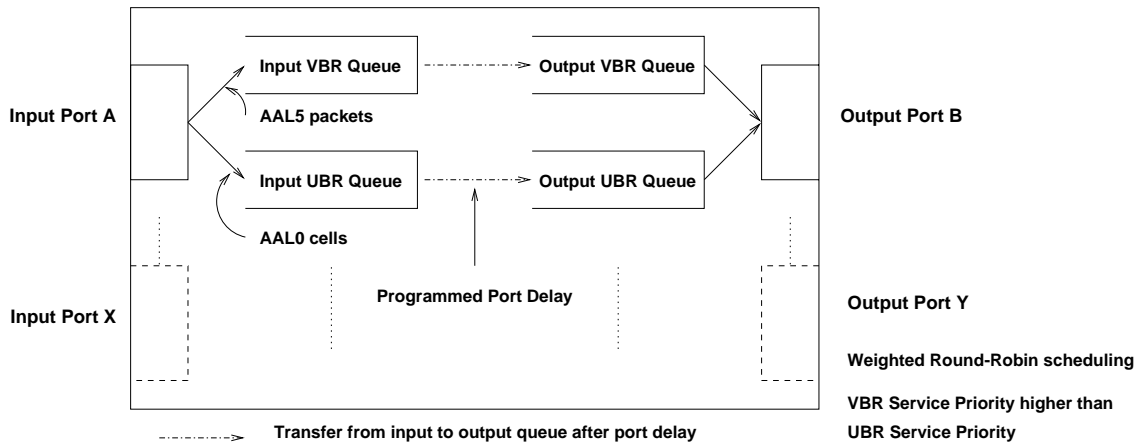 Input VBR Queue
Output VBR Queue
Input Port A
AAL5 packets
Output Port B
Input UBR Queue
Output UBR Queue
AAL0 cells
Programmed Port Delay
Input Port X
Output Port Y
Weighted Round-Robin scheduling
VBR Service Priority higher than
UBR Service Priority
Transfer from input to output queue after port delay